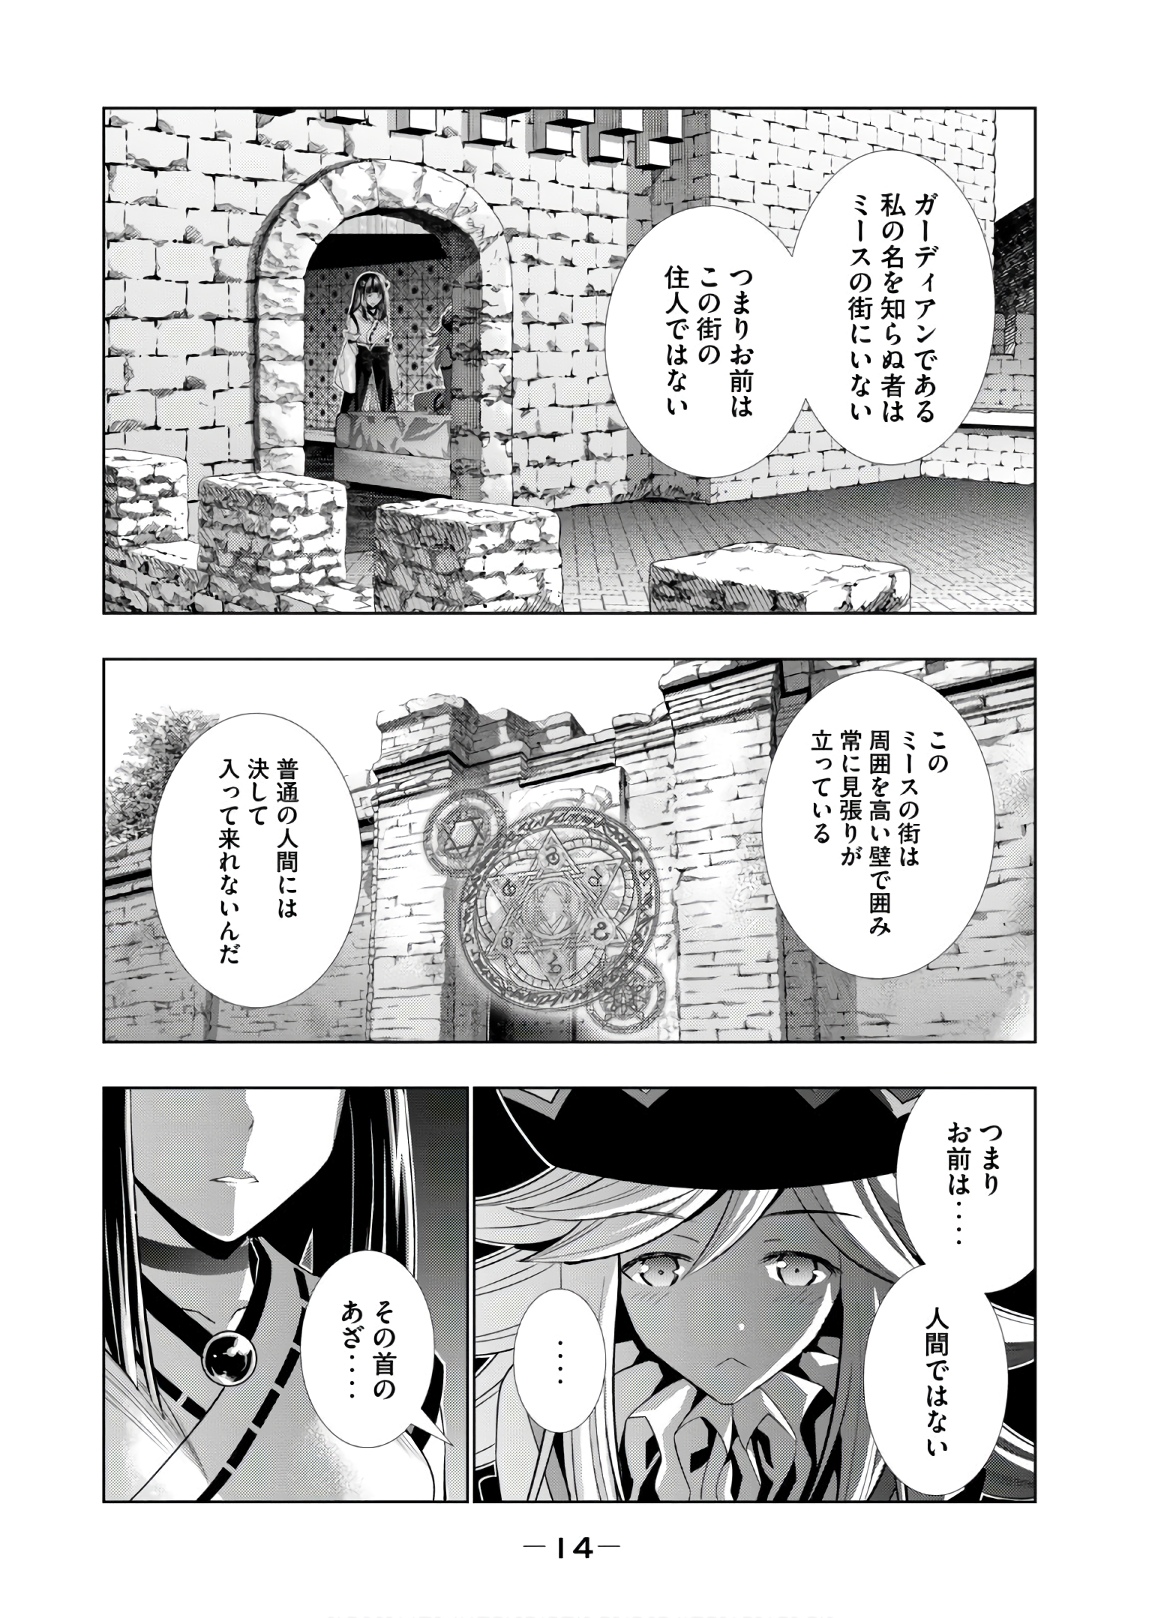 ガーディアンである
私の名を知らぬ者は
ミースの街にいない
つまりお前は
この街の
住人ではない
この
ミースの街は
周囲を高い壁で囲み
常に見張りが
立っている
普通の人間には
決して
入って来れないんだ
つまり
お前は‥‥
人間ではない
‥‥
その首の
あざ‥‥
—14—